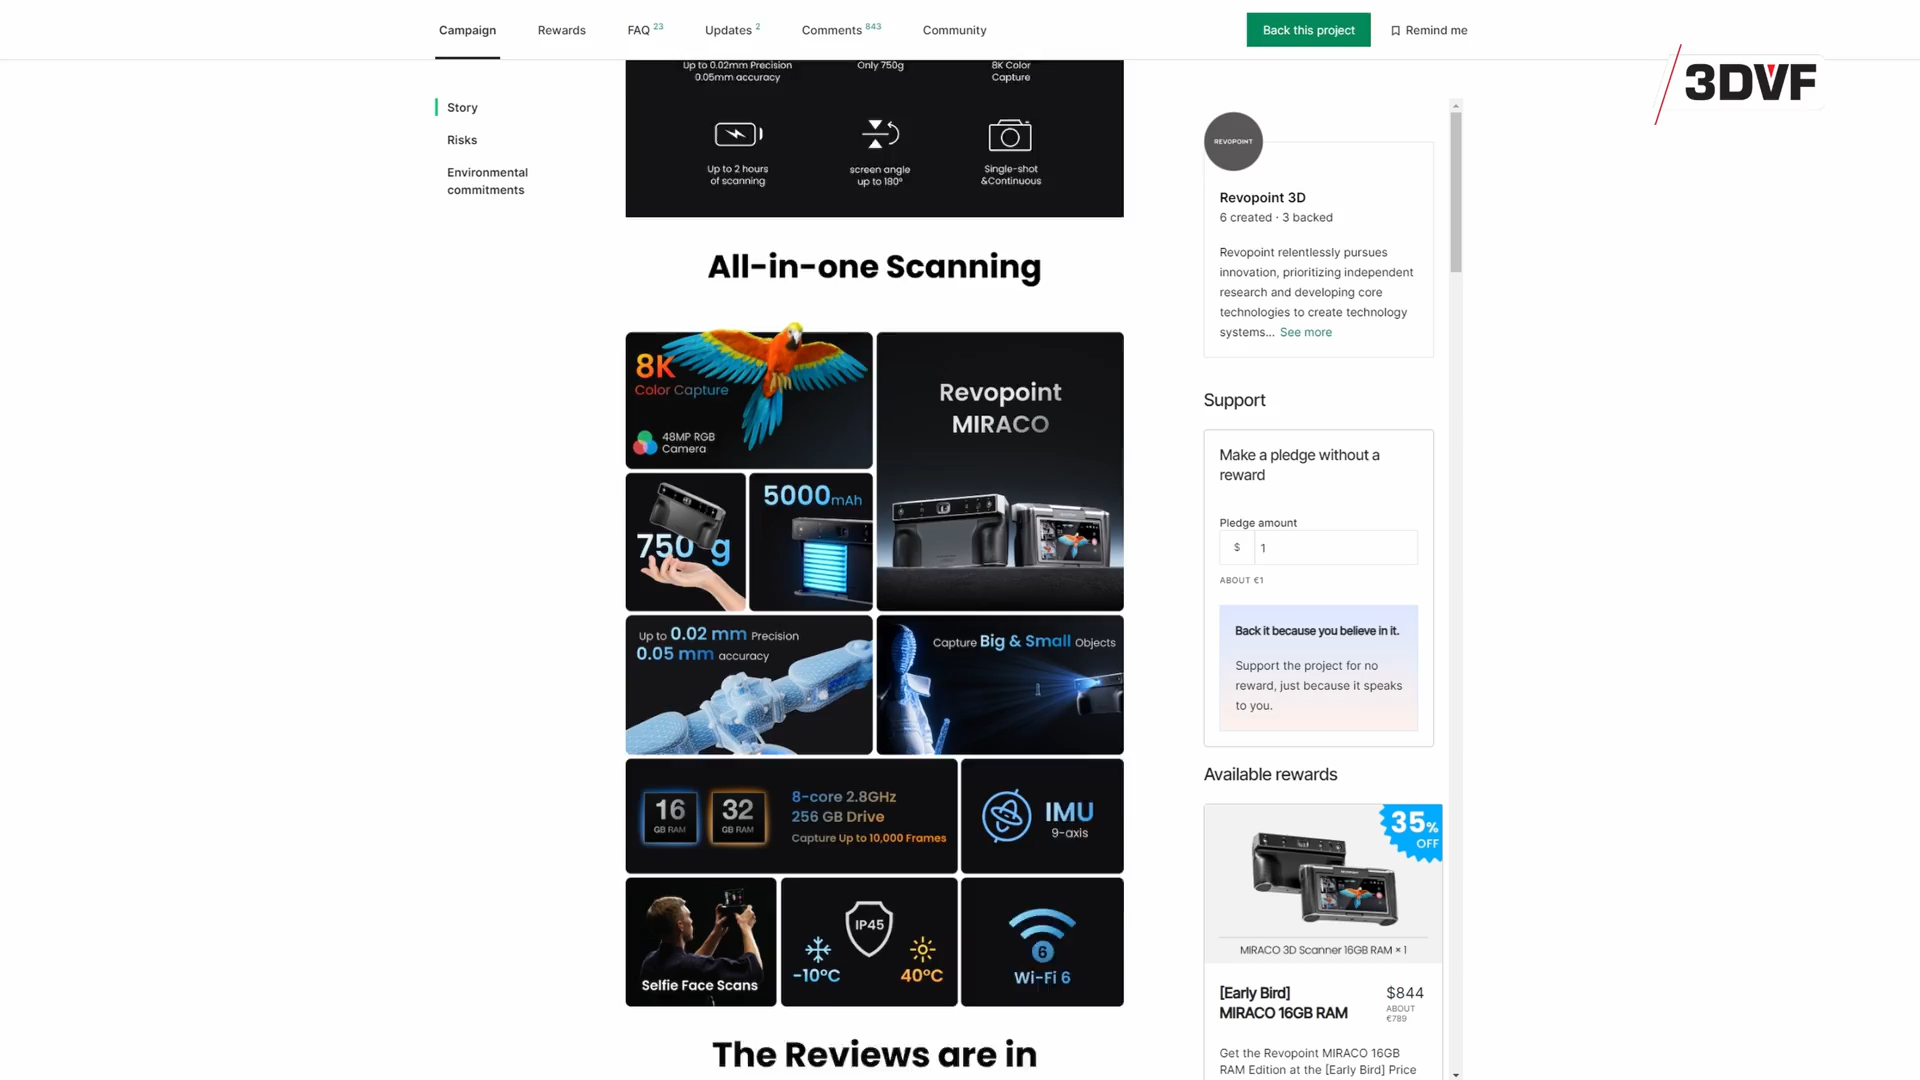 Campaign
Rewards
FAQ 23
Updates 2
Comments 843
Community
Back this project
Remind me
3DVF
Story
Risks
Environmental
commitments
Up to 0.02mm Precision
0.05mm accuracy
Only 750g
8K Color
Capture
Up to 2 hours
of scanning
screen angle
up to 180°
Single-shot
&Continuous
All-in-one Scanning
8K
Color Capture
48MP RGB
Camera
Revopoint
MIRACO
750 g
5000mAh
Up to 0.02 mm Precision
0.05 mm accuracy
Capture Big & Small Objects
16
GB RAM
32
GB RAM
8-core 2.8GHz
256 GB Drive
Capture Up to 10,000 Frames
IMU
9-axis
Selfie Face Scans
IP45
-10°C
40°C
6
Wi-Fi 6
The Reviews are in
REVOPOINT
Revopoint 3D
6 created · 3 backed
Revopoint relentlessly pursues
innovation, prioritizing independent
research and developing core
technologies to create technology
systems... See more
Support
Make a pledge without a
reward
Pledge amount
$ 1
ABOUT €1
Back it because you believe in it.
Support the project for no
reward, just because it speaks
to you.
Available rewards
35%
OFF
MIRACO 3D Scanner 16GB RAM × 1
[Early Bird]
MIRACO 16GB RAM
$844
ABOUT
€789
Get the Revopoint MIRACO 16GB
RAM Edition at the [Early Bird] Price